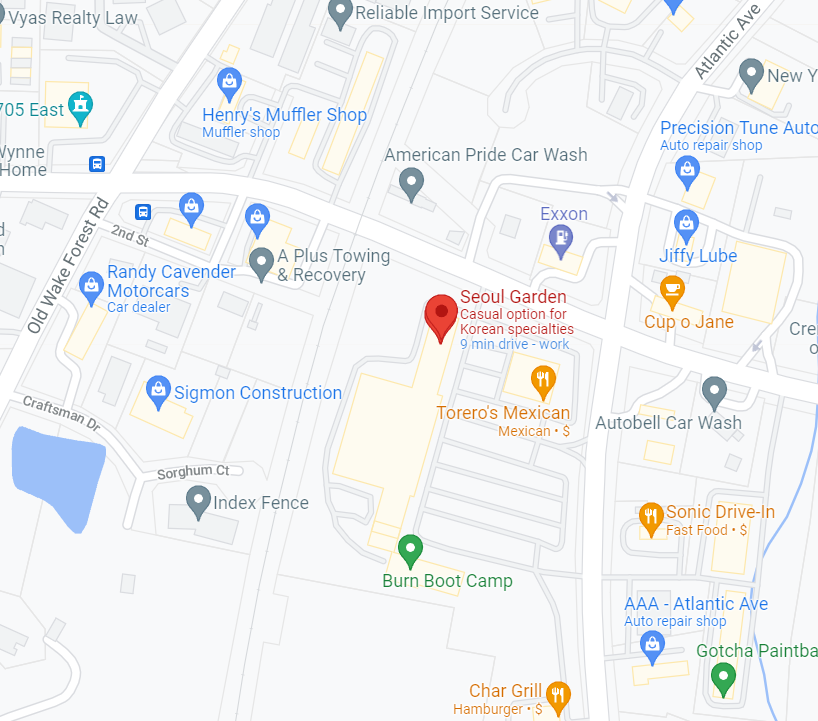 Vyas Realty Law
Reliable Import Service
Atlantic Ave
New Y
705 East
Henry's Muffler Shop
Muffler shop
Precision Tune Auto
Auto repair shop
Wynne
Home
American Pride Car Wash
Exxon
2nd St
Old Wake Forest Rd
A Plus Towing
& Recovery
Jiffy Lube
Randy Cavender
Motorcars
Car dealer
Seoul Garden
Casual option for
Korean specialties
9 min drive - work
Cup o Jane
Cre
o
Sigmon Construction
Torero's Mexican
Mexican • $
Autobell Car Wash
Craftsman Dr
Sorghum Ct
Index Fence
Sonic Drive-In
Fast Food • $
Burn Boot Camp
AAA - Atlantic Ave
Auto repair shop
Gotcha Paintba
Char Grill
Hamburger • $